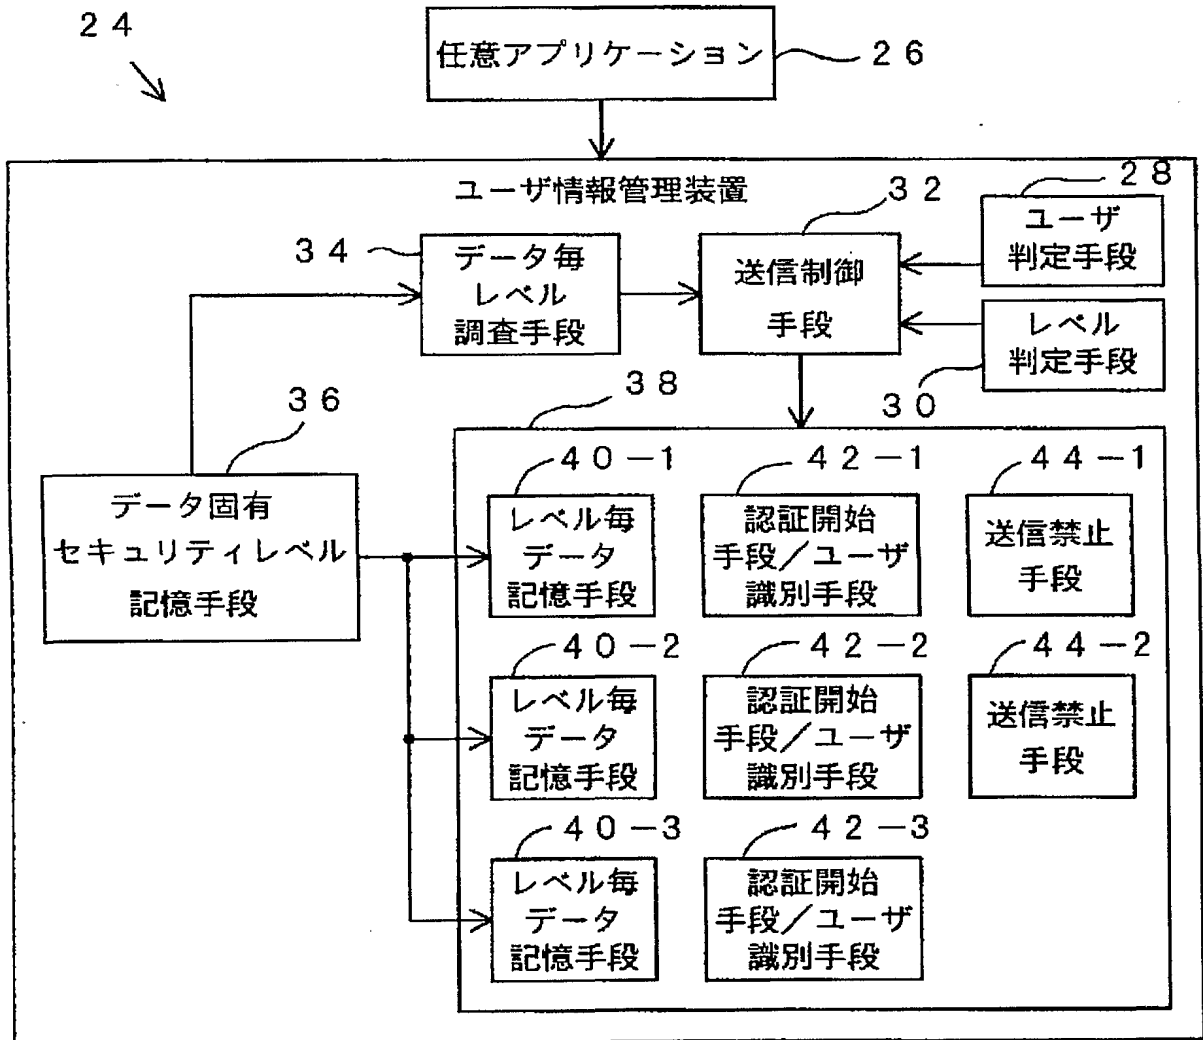 ２４
任意アプリケーション
２６
ユーザ情報管理装置
３２
２８
３４
データ毎
レベル
調査手段
送信制御
手段
ユーザ
判定手段
レベル
判定手段
３０
３６
データ固有
セキュリティレベル
記憶手段
３８
４０－１
レベル毎
データ
記憶手段
４２－１
認証開始
手段／ユーザ
識別手段
４４－１
送信禁止
手段
４０－２
レベル毎
データ
記憶手段
４２－２
認証開始
手段／ユーザ
識別手段
４４－２
送信禁止
手段
４０－３
レベル毎
データ
記憶手段
４２－３
認証開始
手段／ユーザ
識別手段